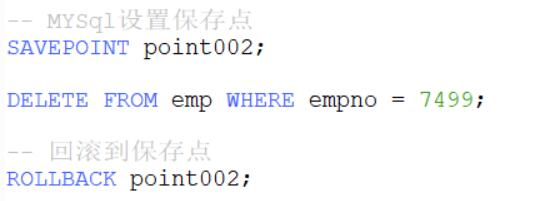 -- MYSql设置保存点
SAVEPOINT point002;
DELETE FROM emp WHERE empno = 7499;
-- 回滚到保存点
ROLLBACK point002;